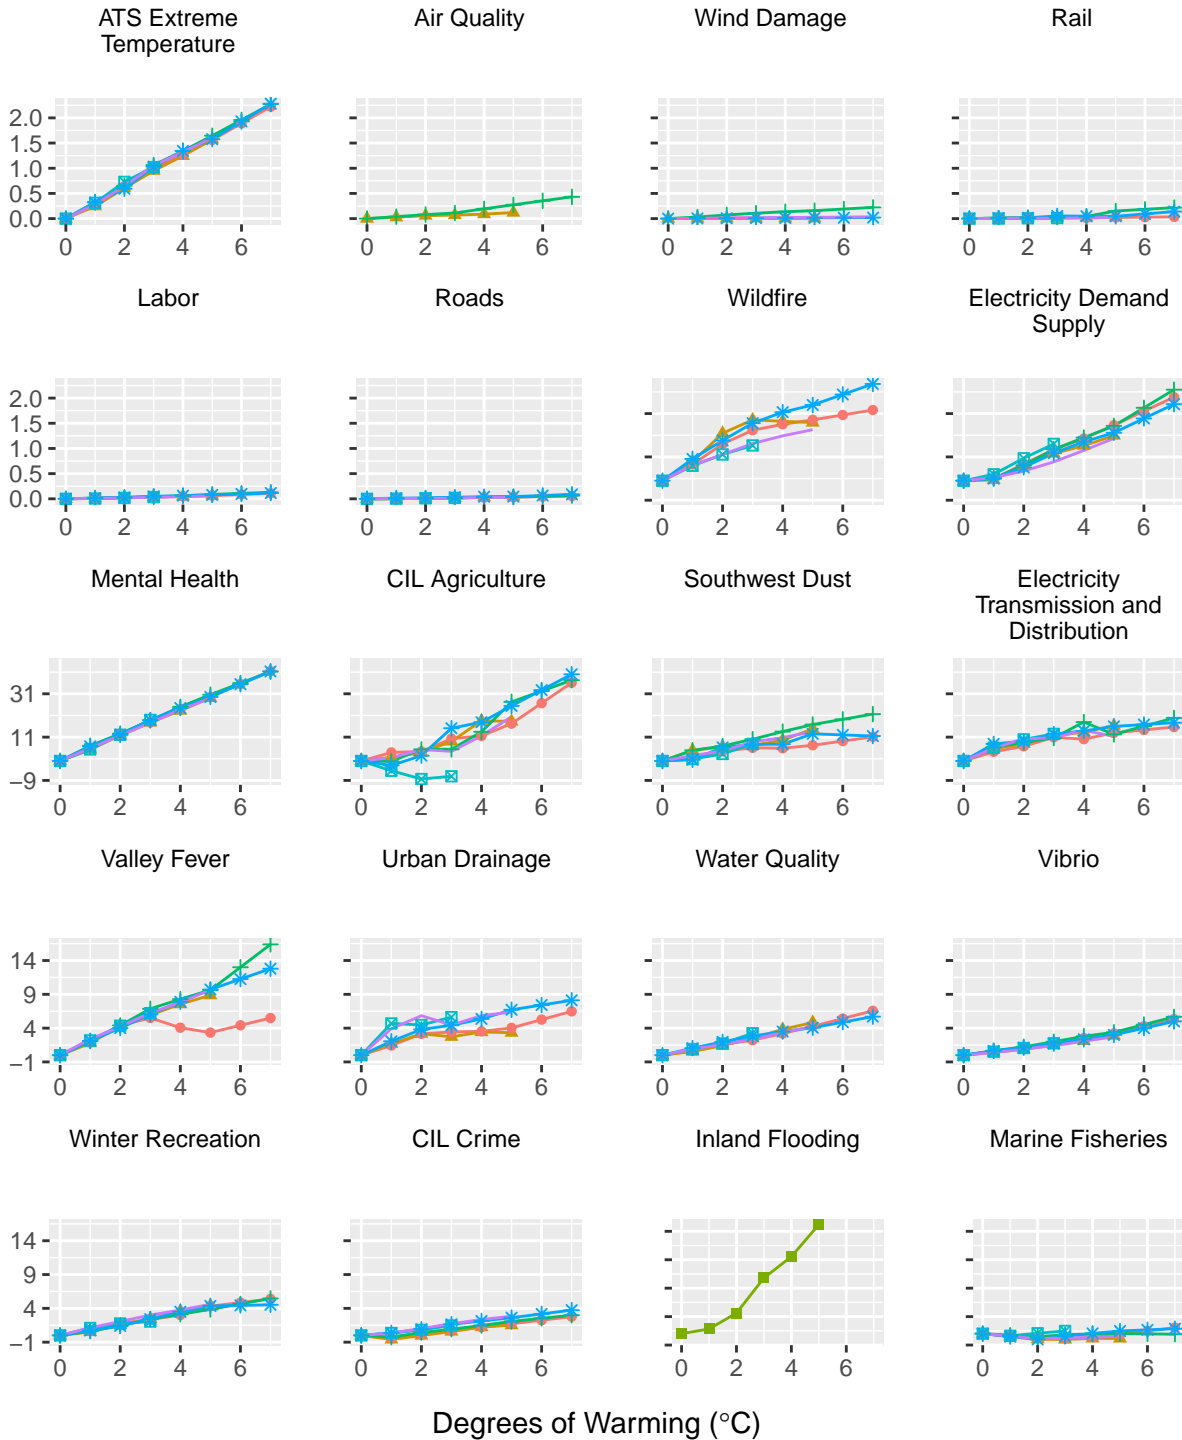 ATS Extreme
Temperature
Air Quality
Wind Damage
Rail
2.0
1.5
1.0
0.5
0.0
0 2 4 6
0 2 4 6
0 2 4 6
0 2 4 6
Labor
Roads
Wildfire
Electricity Demand
Supply
2.0
1.5
1.0
0.5
0.0
0 2 4 6
0 2 4 6
0 2 4 6
0 2 4 6
Mental Health
CIL Agriculture
Southwest Dust
Electricity
Transmission and
Distribution
31
11
−9
0 2 4 6
0 2 4 6
0 2 4 6
0 2 4 6
Valley Fever
Urban Drainage
Water Quality
Vibrio
14
9
4
−1
0 2 4 6
0 2 4 6
0 2 4 6
0 2 4 6
Winter Recreation
CIL Crime
Inland Flooding
Marine Fisheries
14
9
4
−1
0 2 4 6
0 2 4 6
0 2 4 6
0 2 4 6
Degrees of Warming (°C)